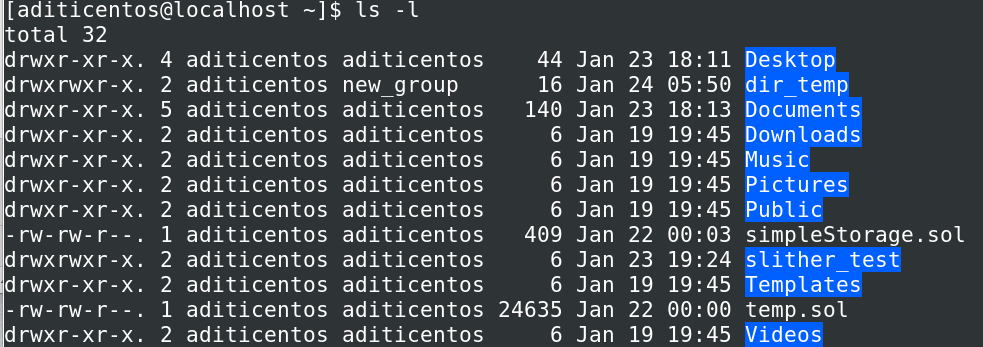 [aditicentos@localhost ~]$ ls -l
total 32
drwxr-xr-x. 4 aditicentos aditicentos    44 Jan 23 18:11 Desktop
drwxrwxr-x. 2 aditicentos new_group      16 Jan 24 05:50 dir_temp
drwxr-xr-x. 5 aditicentos aditicentos   140 Jan 23 18:13 Documents
drwxr-xr-x. 2 aditicentos aditicentos     6 Jan 19 19:45 Downloads
drwxr-xr-x. 2 aditicentos aditicentos     6 Jan 19 19:45 Music
drwxr-xr-x. 2 aditicentos aditicentos     6 Jan 19 19:45 Pictures
drwxr-xr-x. 2 aditicentos aditicentos     6 Jan 19 19:45 Public
-rw-rw-r--. 1 aditicentos aditicentos   409 Jan 22 00:03 simpleStorage.sol
drwxrwxr-x. 2 aditicentos aditicentos     6 Jan 23 19:24 slither_test
drwxr-xr-x. 2 aditicentos aditicentos     6 Jan 19 19:45 Templates
-rw-rw-r--. 1 aditicentos aditicentos 24635 Jan 22 00:00 temp.sol
drwxr-xr-x. 2 aditicentos aditicentos     6 Jan 19 19:45 Videos